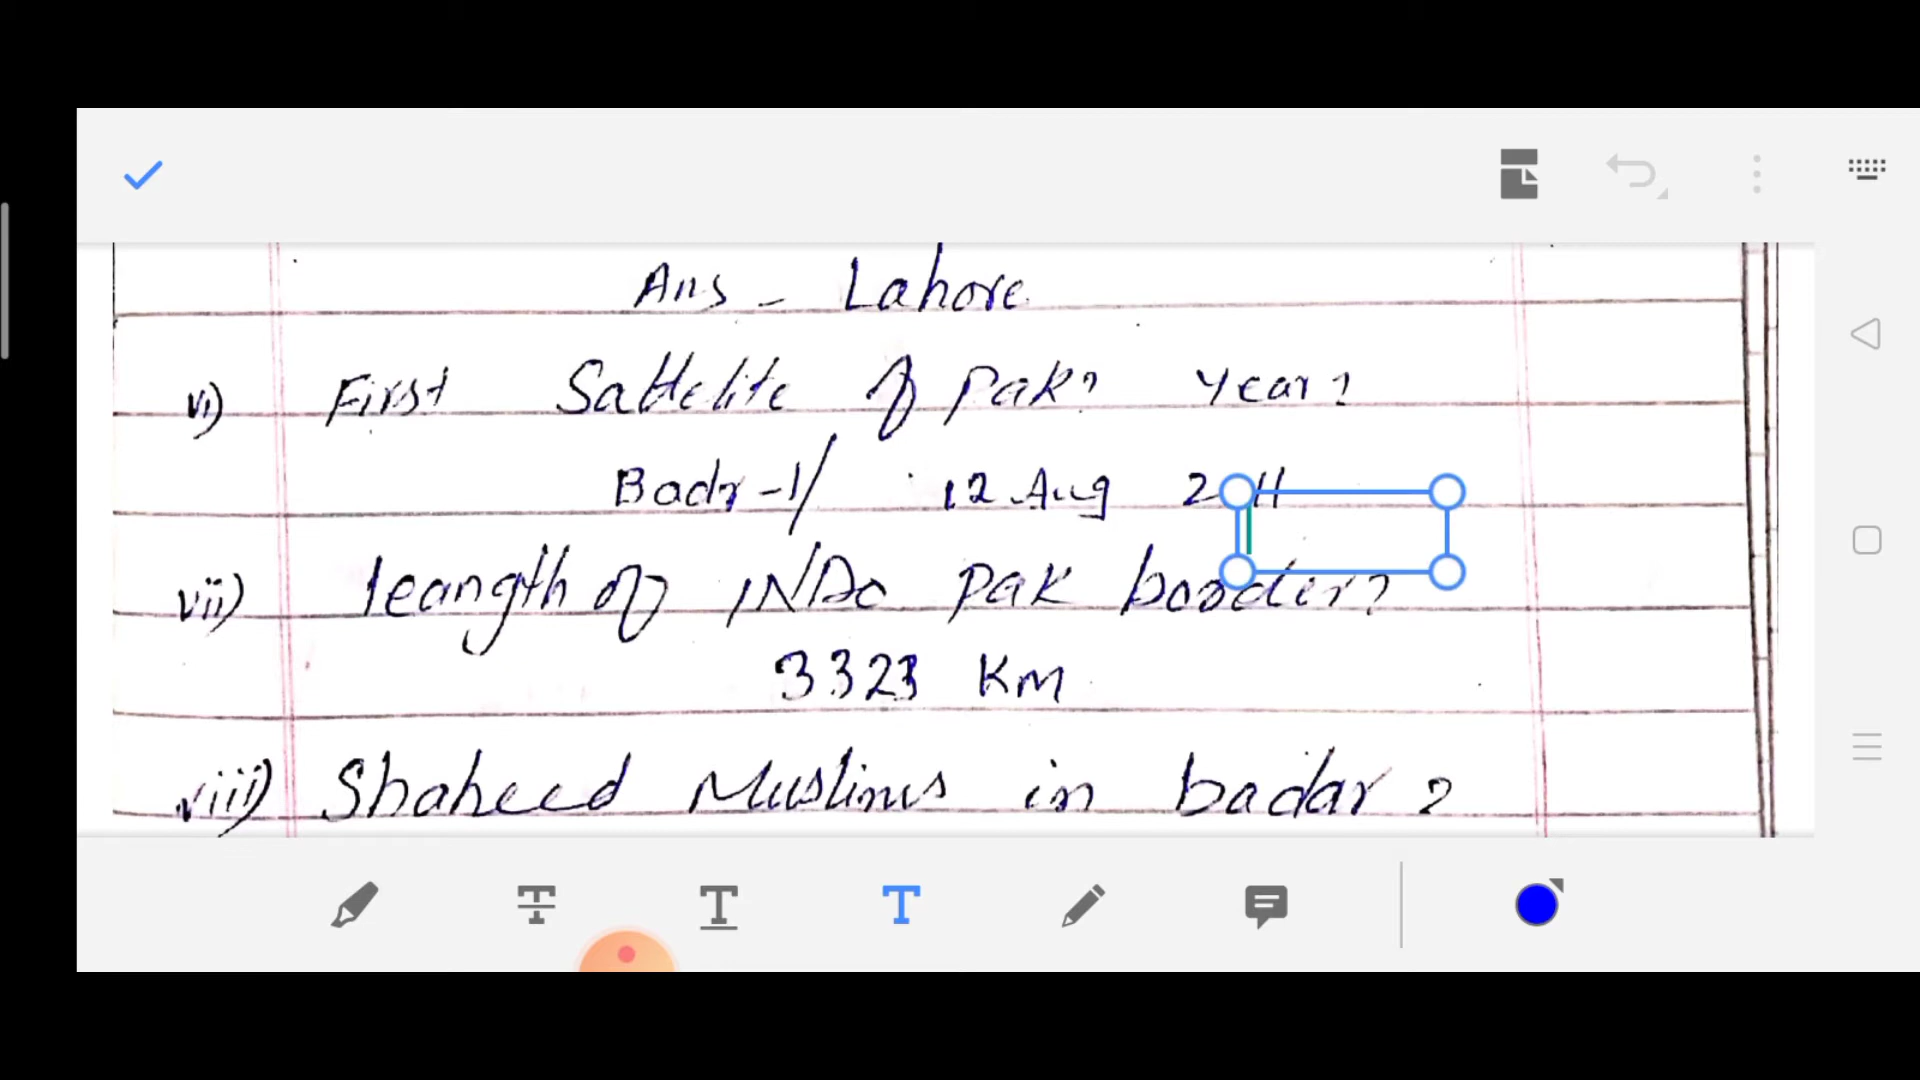 Ans - Lahore
vi) First Sattelite of Pak? Year?
Badr-1/ 12 Aug
vii) leangth of INDo Pak booder?
3323 KM
viii) Shaheed Muslims in badar?